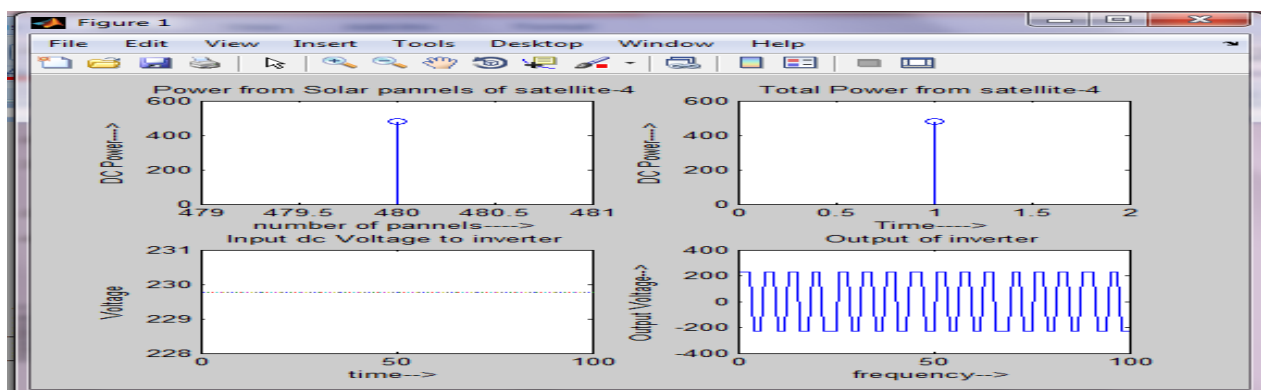 Figure 1
File Edit View Insert Tools Desktop Window Help
Power from Solar pannels of satellite-4
600
400
200
0
DC Power---->
479 479.5 480 480.5 481
number of pannels---->
Total Power from satellite-4
600
400
200
0
DC Power---->
0 0.5 1 1.5 2
Time---->
Input dc Voltage to inverter
231
230
229
228
Voltage
0 50 100
time-->
Output of inverter
400
200
0
-200
-400
Output Voltage-->
0 50 100
frequency-->